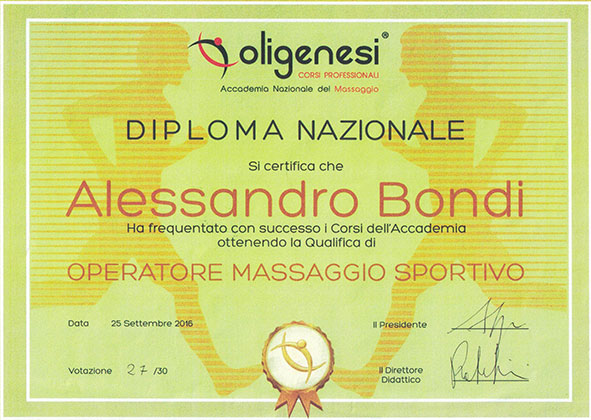 oligenesi®
CORSI PROFESSIONALI
Accademia Nazionale del Massaggio
DIPLOMA NAZIONALE
Si certifica che
Alessandro Bondi
Ha frequentato con successo i Corsi dell'Accademia
ottenendo la Qualifica di
OPERATORE MASSAGGIO SPORTIVO
Data 25 Settembre 2016
Il Presidente
Votazione 27/30
Il Direttore
Didattico